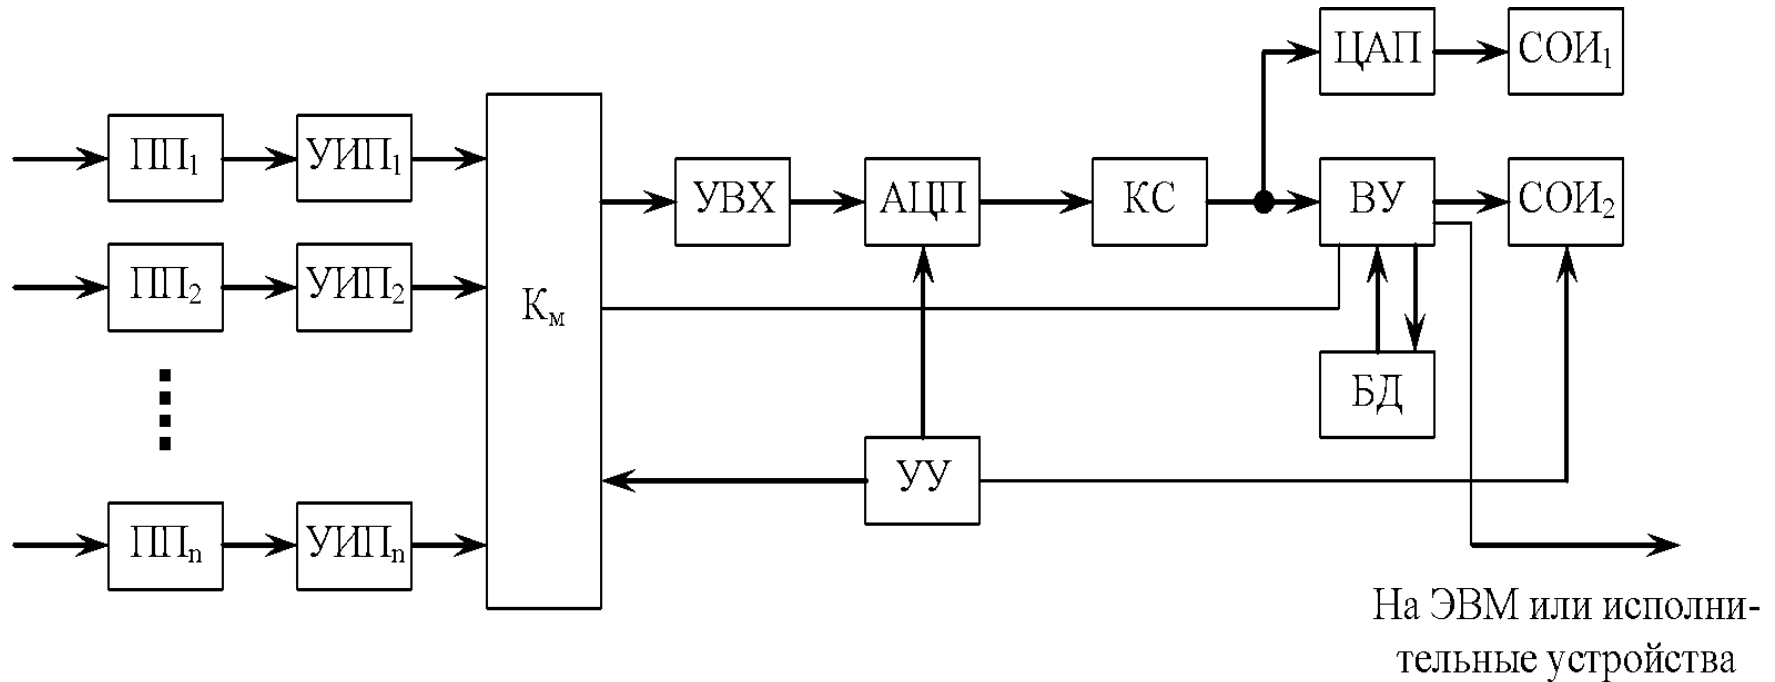 ЦАП
СОИ1
ПП1
УИП1
УВХ
АЦП
КС
ВУ
СОИ2
ПП2
УИП2
Км
БД
УУ
ППn
УИПn
На ЭВМ или исполни-
тельные устройства